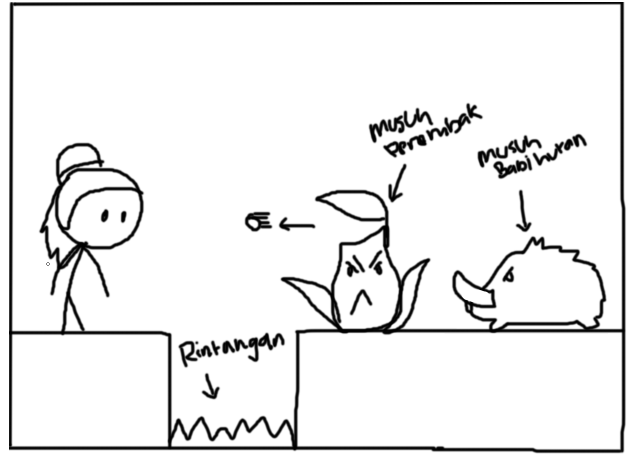 musuh
Penembak
musuh
Babi hutan
Rintangan